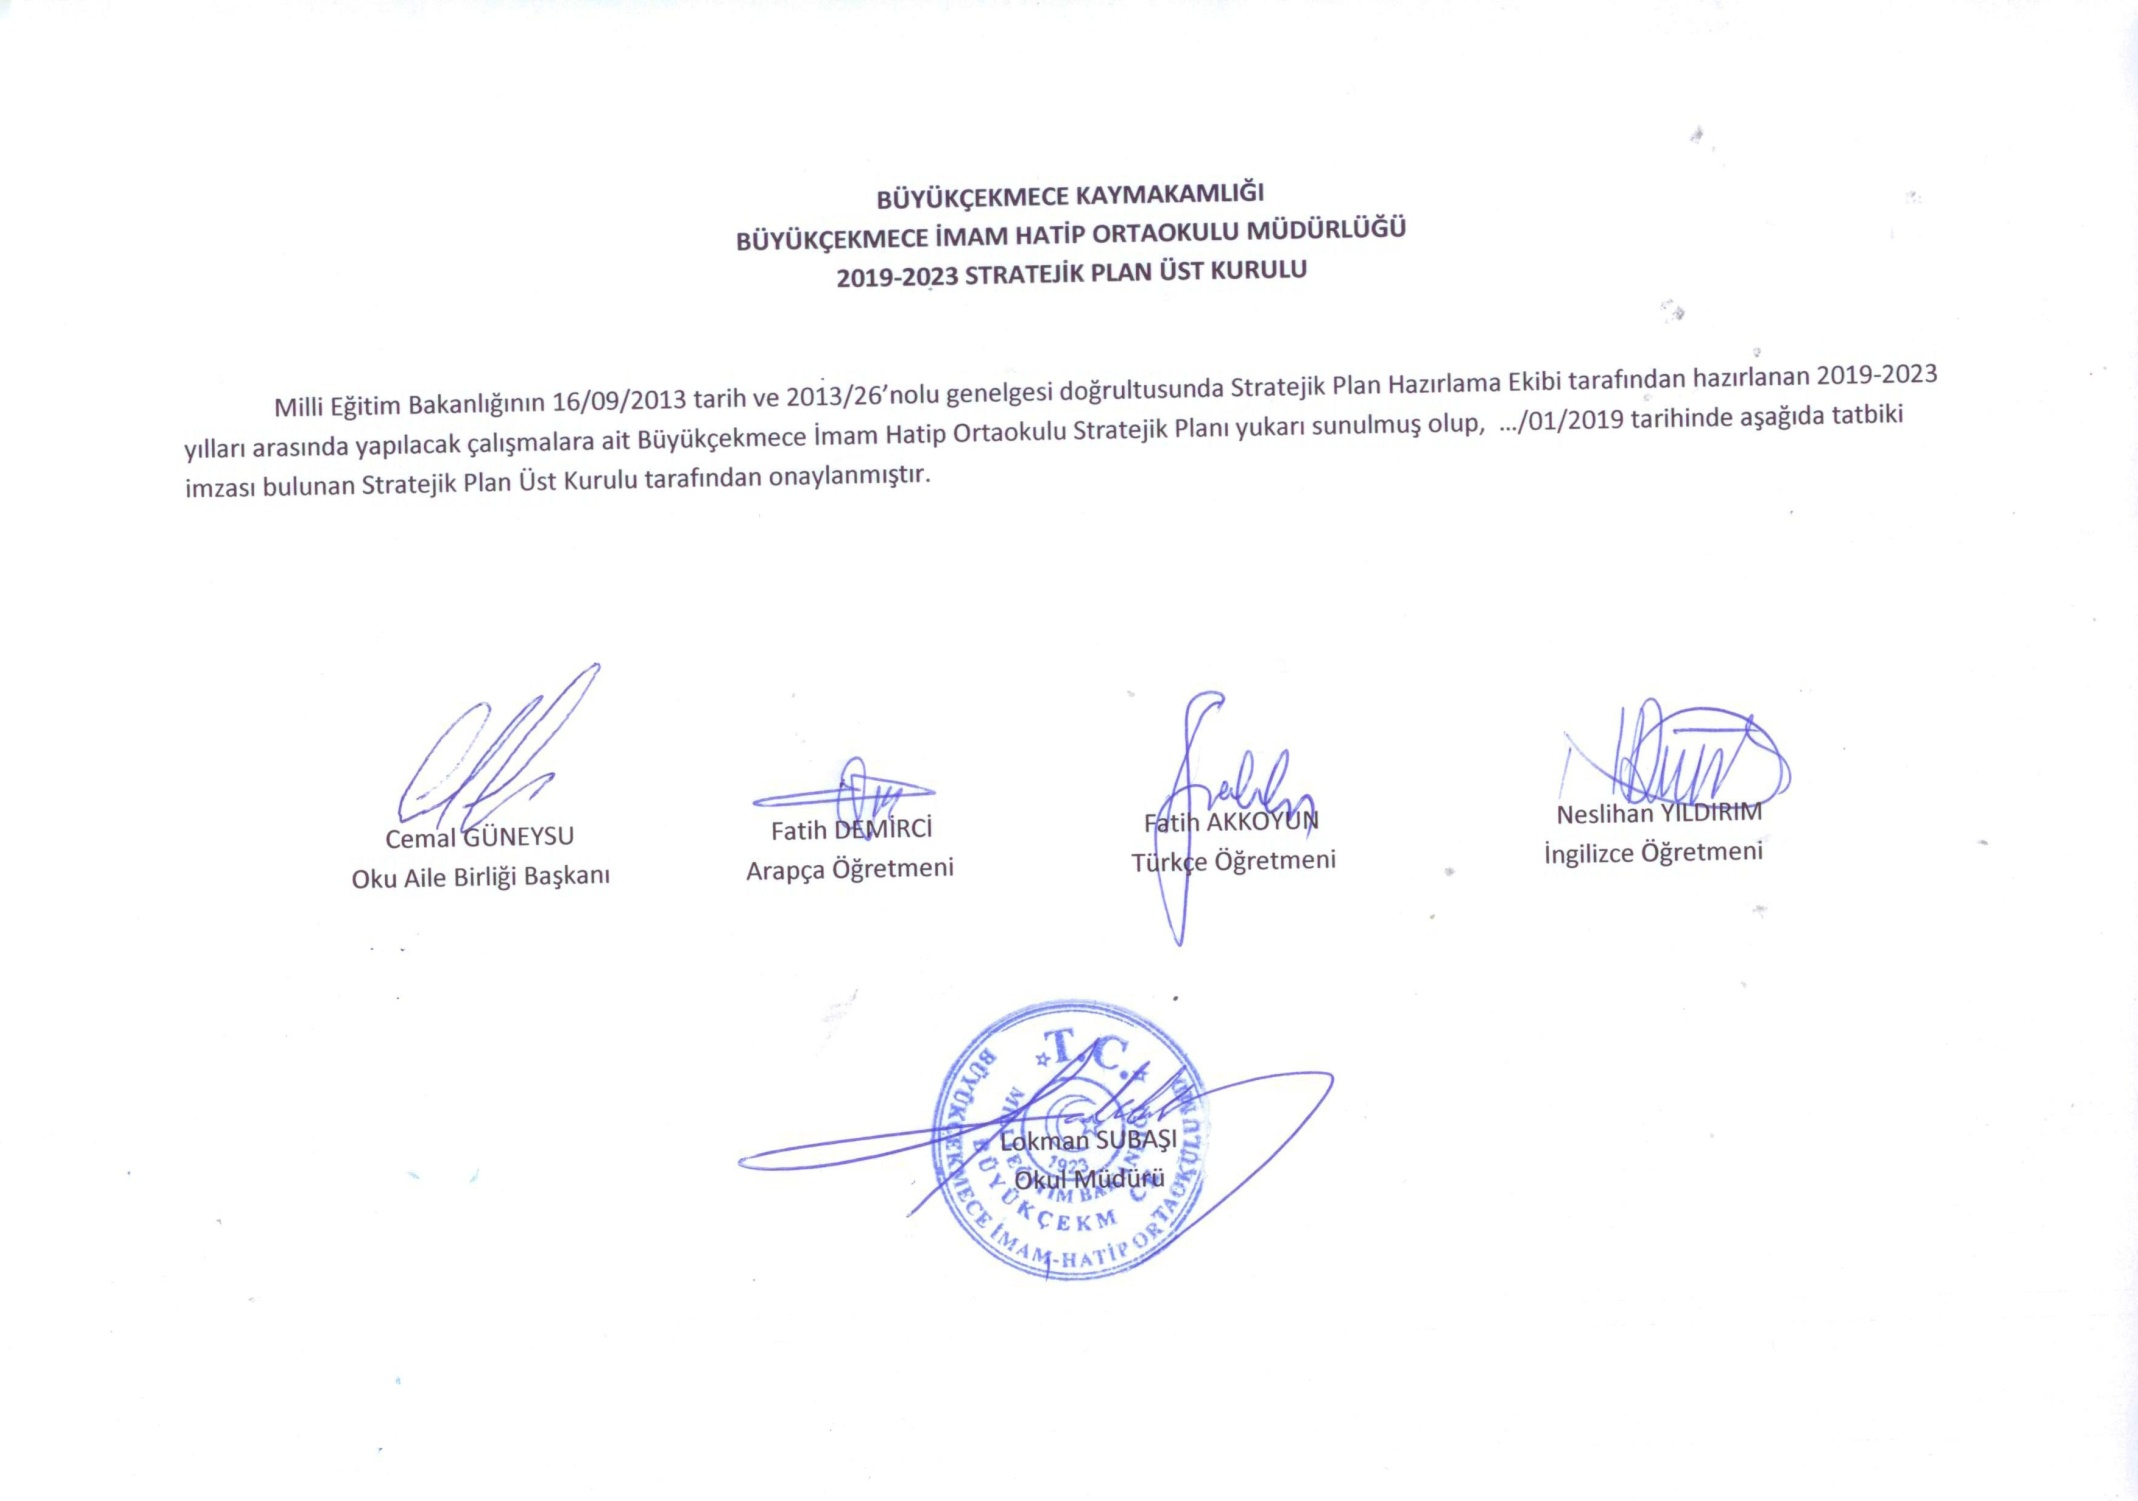 BÜYÜKÇEKMECE KAYMAKAMLIĞI
BÜYÜKÇEKMECE İMAM HATİP ORTAOKULU MÜDÜRLÜĞÜ
2019-2023 STRATEJİK PLAN ÜST KURULU
Milli Eğitim Bakanlığının 16/09/2013 tarih ve 2013/26’nolu genelgesi doğrultusunda Stratejik Plan Hazırlama Ekibi tarafından hazırlanan 2019-2023
yılları arasında yapılacak çalışmalara ait Büyükçekmece İmam Hatip Ortaokulu Stratejik Planı yukarı sunulmuş olup, .../01/2019 tarihinde aşağıda tatbiki
imzası bulunan Stratejik Plan Üst Kurulu tarafından onaylanmıştır.
Cemal GÜNEYSU Fatih DEMİRCİ Fatih AKKOYUN Neslihan YILDIRIM
Oku Aile Birliği Başkanı Arapça Öğretmeni Türkçe Öğretmeni İngilizce Öğretmeni
T.C.
BÜYÜKÇEKMECE İMAM-HATİP ORTAOKULU
1923
Lokman SUBAŞI
Okul Müdürü